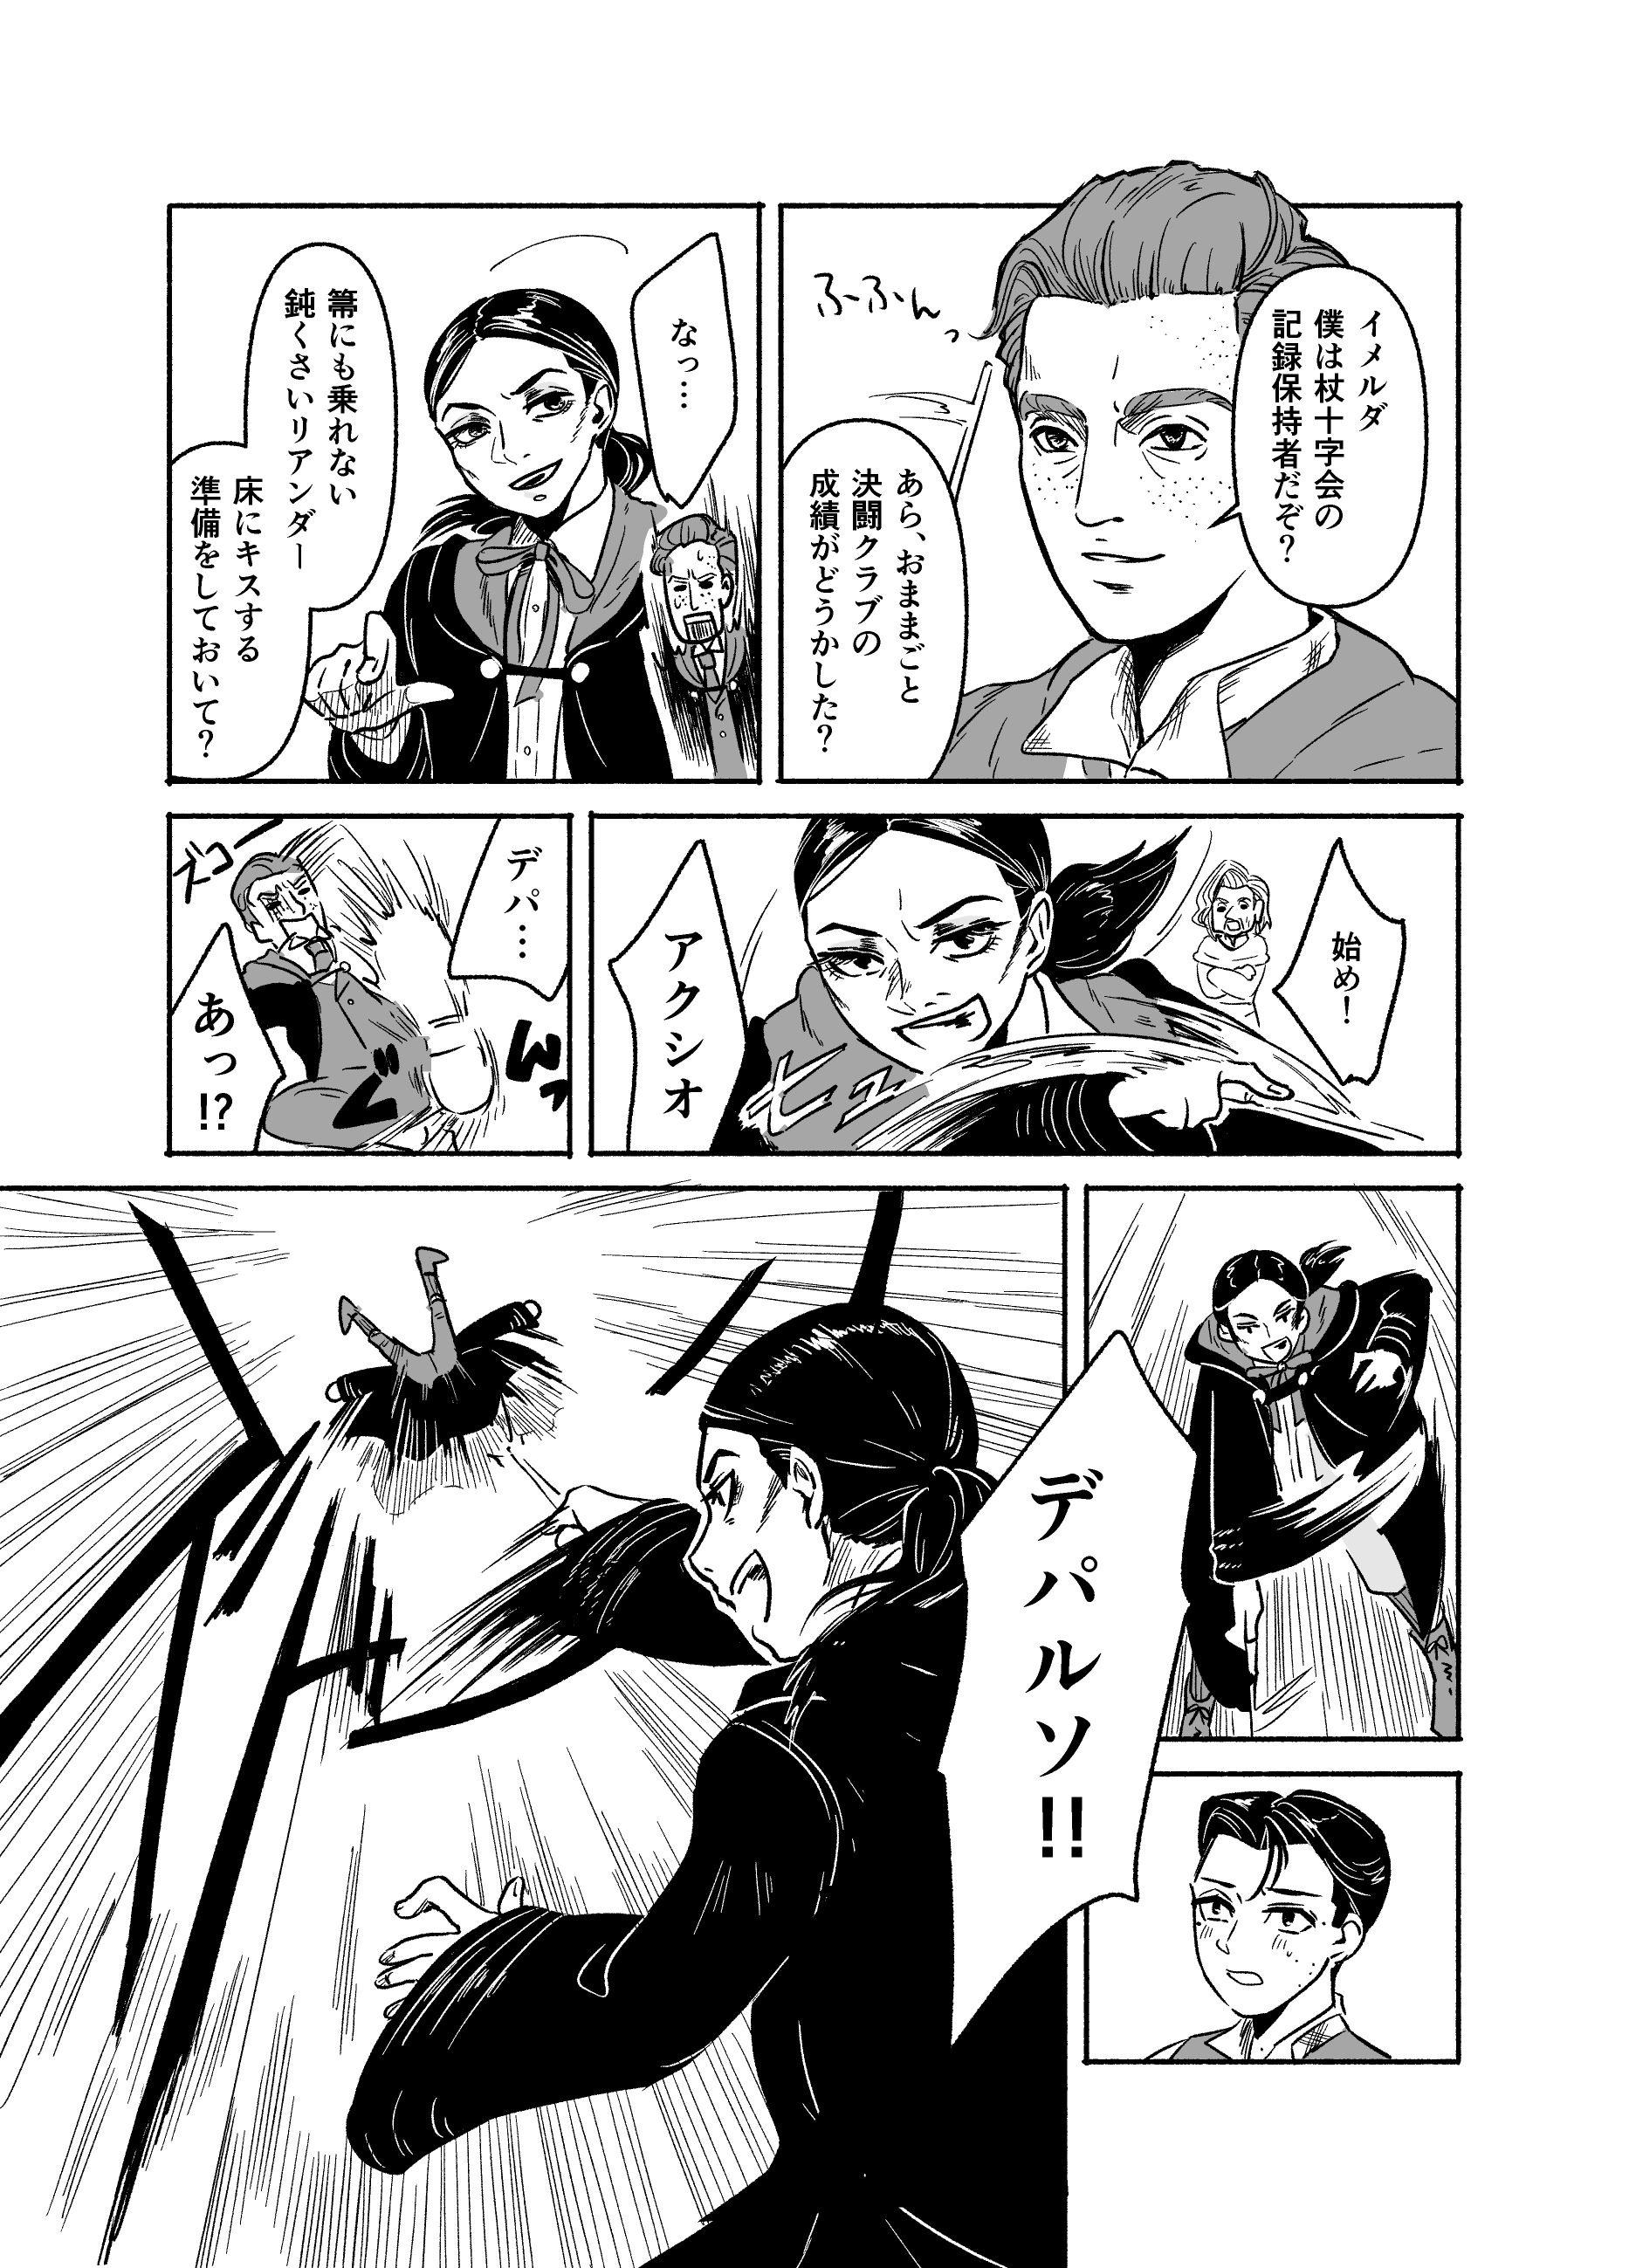 イメルダ
僕は杖十字会の
記録保持者だぞ？
ふふんっ
あら、おままごと
決闘クラブの
成績がどうかした？
なっ…
箒にも乗れない
鈍くさいリアンダー
床にキスする
準備をしておいて？
始め！
アクシオ
ヒュ
デパ…
ぐんっ
ズコー
あっ⁉
デパルソ‼